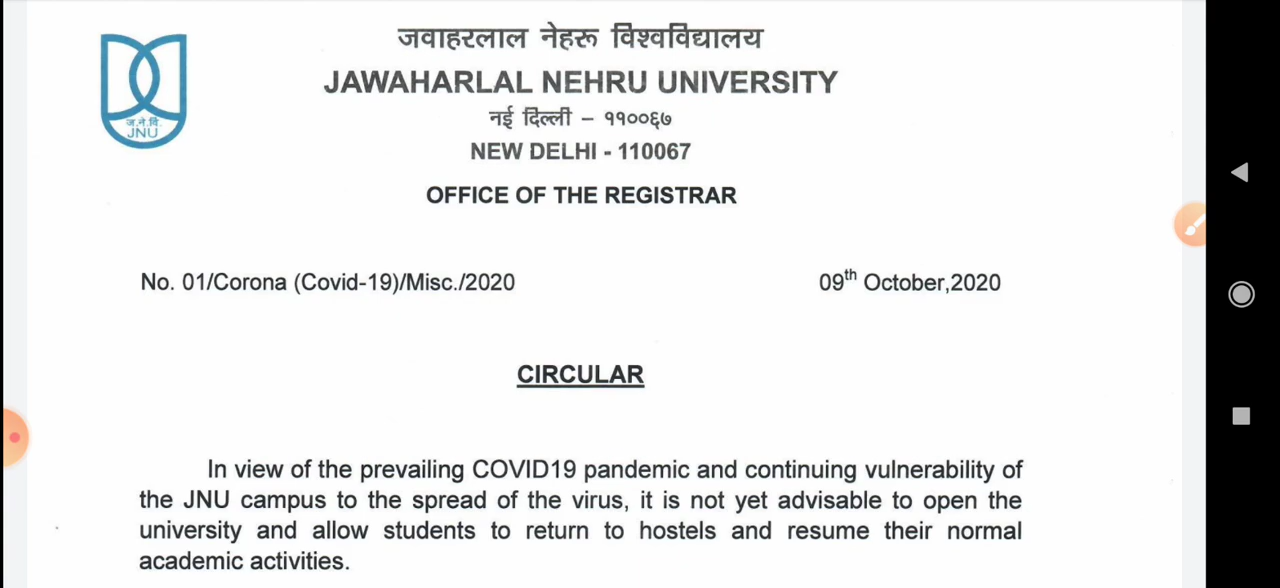 जवाहरलाल नेहरू विश्वविद्यालय
JAWAHARLAL NEHRU UNIVERSITY
नई दिल्ली – ११००६७
NEW DELHI - 110067
OFFICE OF THE REGISTRAR
ज.ने.वि.
JNU
No. 01/Corona (Covid-19)/Misc./2020
09th October,2020
CIRCULAR
In view of the prevailing COVID19 pandemic and continuing vulnerability of
the JNU campus to the spread of the virus, it is not yet advisable to open the
university and allow students to return to hostels and resume their normal
academic activities.